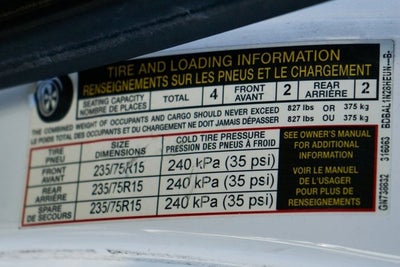 TIRE AND LOADING INFORMATION
RENSEIGNEMENTS SUR LES PNEUS ET LE CHARGEMENT
SEATING CAPACITY
NOMBRE DE PLACES
TOTAL 4
FRONT
AVANT
2
REAR
ARRIÈRE
2
THE COMBINED WEIGHT OF OCCUPANTS AND CARGO SHOULD NEVER EXCEED 827 lbs OR 375 kg
LE POIDS TOTAL DES OCCUPANTS ET DU CHARGEMENT NE DOIT JAMAIS DÉPASSER 827 lbs OU 375 kg
TIRE
PNEU
SIZE
DIMENSIONS
COLD TIRE PRESSURE
PRESSION DES PNEUS À FROID
FRONT
AVANT
235/75R15
240 kPa (35 psi)
REAR
ARRIÈRE
235/75R15
240 kPa (35 psi)
SPARE
DE SECOURS
235/75R15
240 kPa (35 psi)
SEE OWNER'S MANUAL
FOR ADDITIONAL
INFORMATION
VOIR LE MANUEL
DE L'USAGER
POUR PLUS DE
RENSEIGNEMENTS
GN738632 316663